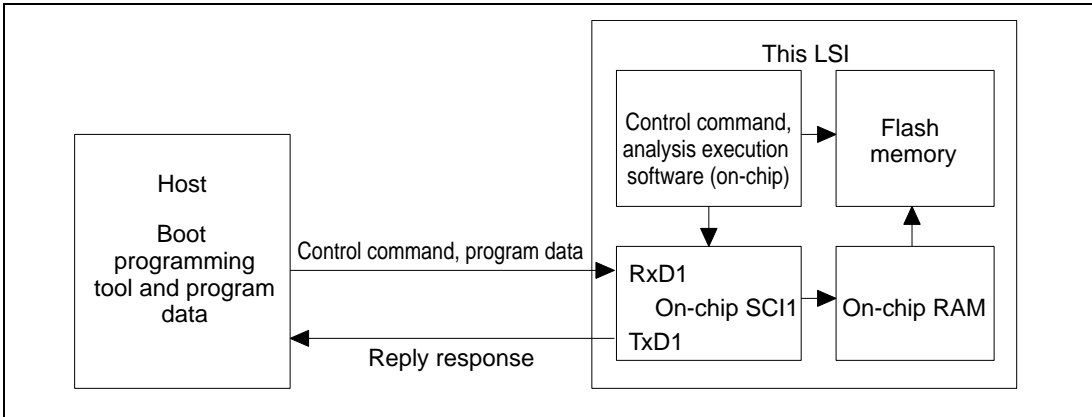 This LSI
Control command,
analysis execution
software (on-chip)
Flash
memory
Host
Boot
programming
tool and program
data
Control command, program data
RxD1
On-chip SCI1
TxD1
On-chip RAM
Reply response